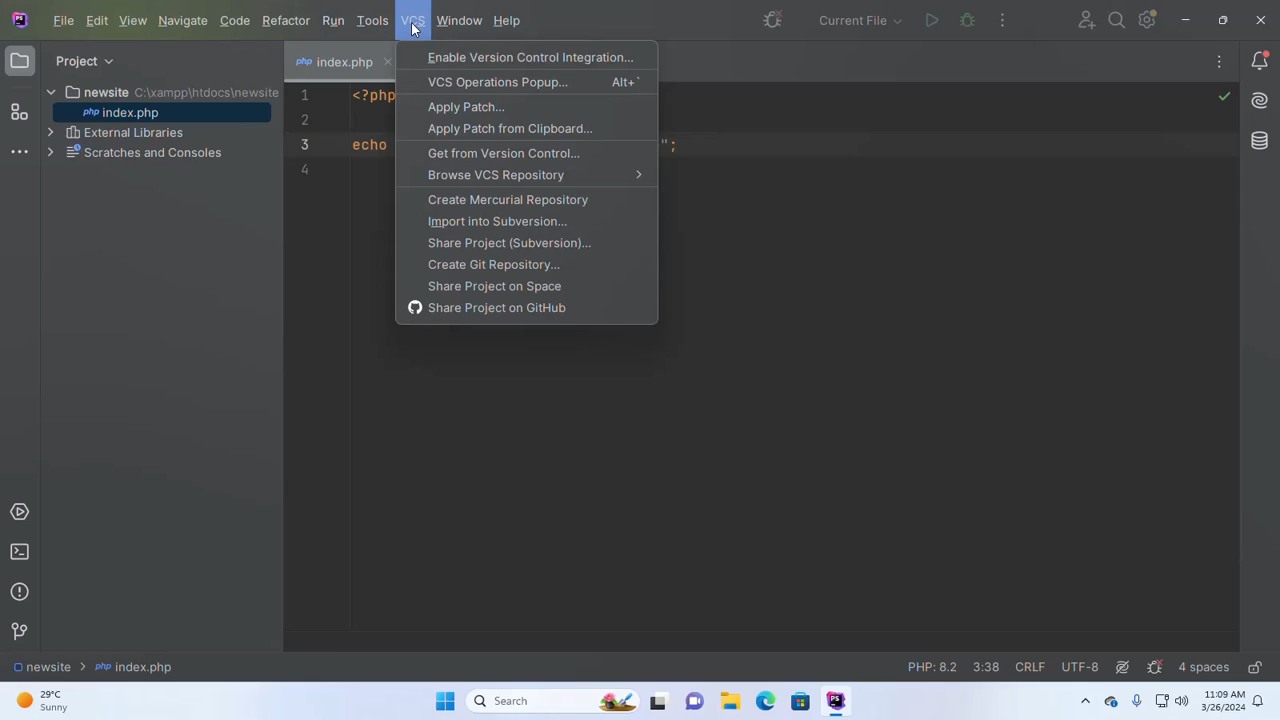 PS File Edit View Navigate Code Refactor Run Tools VCS Window Help Current File
Project
index.php
Enable Version Control Integration...
newsite C:\xampp\htdocs\newsite
VCS Operations Popup... Alt+`
1 <?php
php index.php
Apply Patch...
2
External Libraries
Apply Patch from Clipboard...
3 echo ";
Scratches and Consoles
Get from Version Control...
4
Browse VCS Repository
Create Mercurial Repository
Import into Subversion...
Share Project (Subversion)...
Create Git Repository...
Share Project on Space
Share Project on GitHub
newsite > php index.php PHP: 8.2 3:38 CRLF UTF-8 4 spaces
29°C
Sunny
Search
PS
11:09 AM
3/26/2024